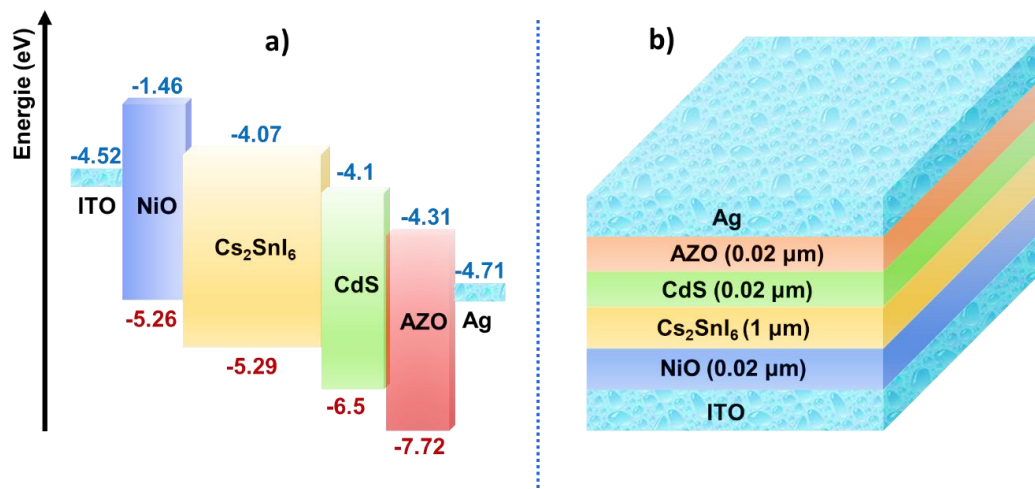 Energie (eV)
a)
-1.46
-4.52
ITO
NiO
-5.26
-4.07
Cs₂SnI₆
-5.29
-4.1
CdS
-6.5
-4.31
AZO
-7.72
-4.71
Ag
b)
Ag
AZO (0.02 µm)
CdS (0.02 µm)
Cs₂SnI₆ (1 µm)
NiO (0.02 µm)
ITO